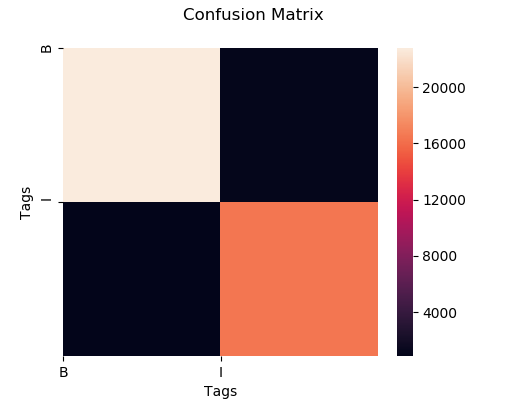 Confusion Matrix
B
I
Tags
B
I
Tags
20000
16000
12000
8000
4000